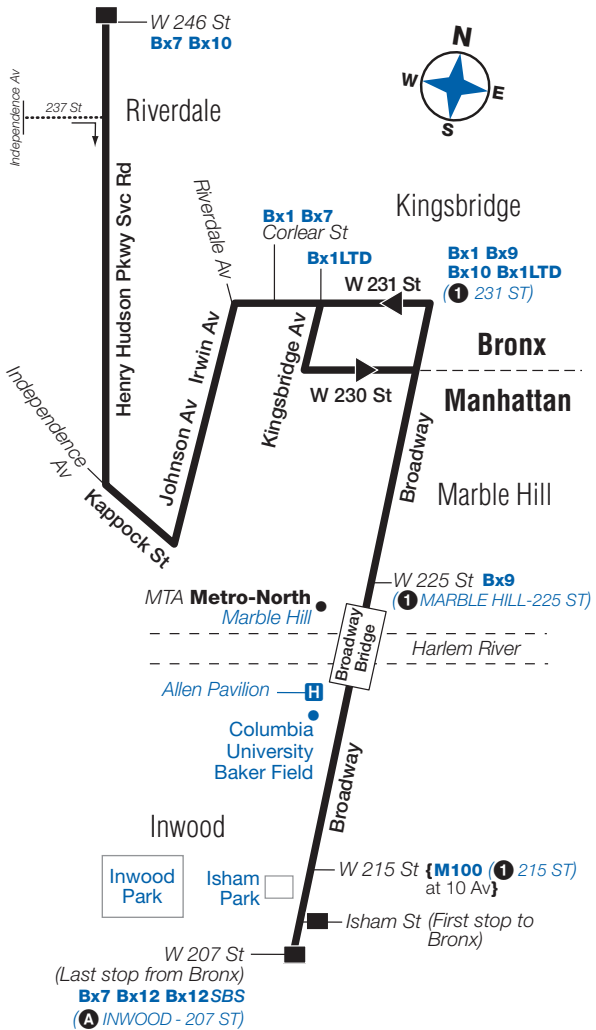 W 246 St
Bx7 Bx10
N
W
E
S
Independence Av
237 St
Riverdale
Henry Hudson Pkwy Svc Rd
Riverdale Av
Bx1 Bx7
Corlear St
Bx1LTD
Kingsbridge
Bx1 Bx9
Bx10 Bx1LTD
(1 231 ST)
W 231 St
Johnson Av Irwin Av
Kingsbridge Av
W 230 St
Bronx
Manhattan
Independence
Av
Kappock St
Broadway
Marble Hill
W 225 St Bx9
(1 MARBLE HILL-225 ST)
MTA Metro-North
Marble Hill
Broadway
Bridge
Harlem River
Allen Pavilion
H
Columbia
University
Baker Field
Broadway
Inwood
Inwood
Park
Isham
Park
W 215 St {M100 (1 215 ST)
at 10 Av}
Isham St (First stop to
Bronx)
W 207 St
(Last stop from Bronx)
Bx7 Bx12 Bx12SBS
(A INWOOD - 207 ST)